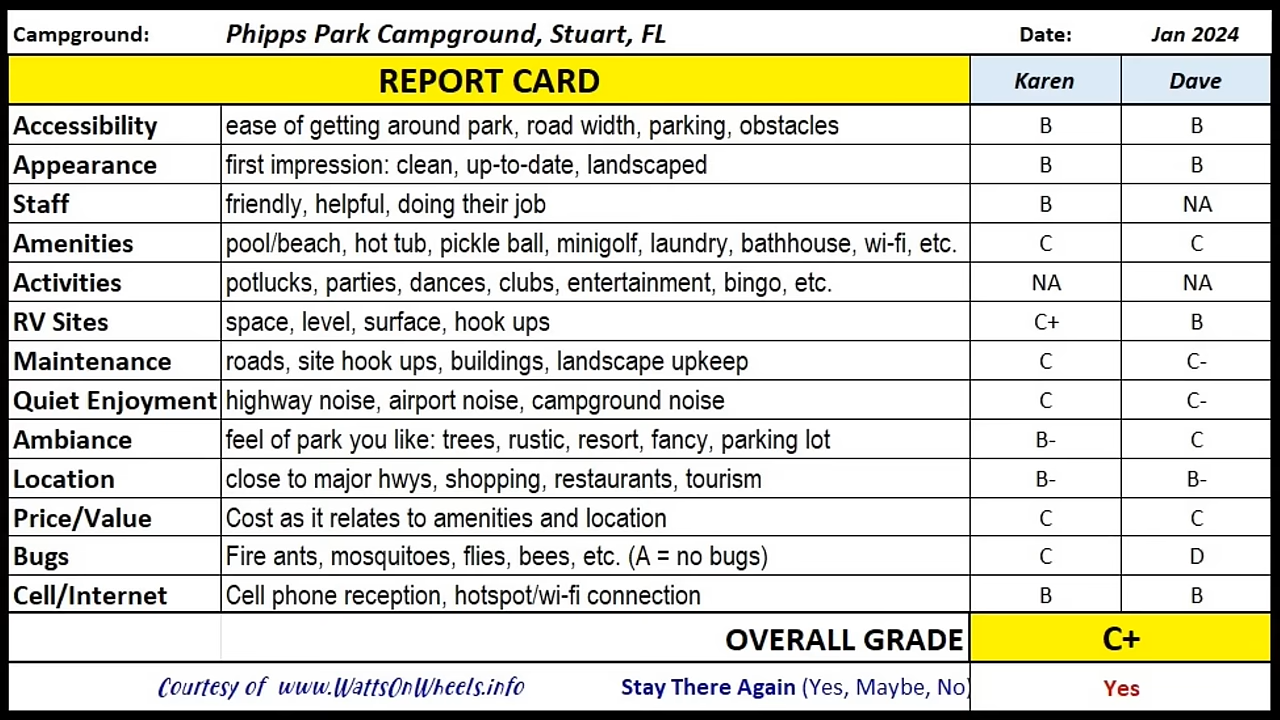 Campground: Phipps Park Campground, Stuart, FL Date: Jan 2024
REPORT CARD Karen Dave
Accessibility ease of getting around park, road width, parking, obstacles B B
Appearance first impression: clean, up-to-date, landscaped B B
Staff friendly, helpful, doing their job B NA
Amenities pool/beach, hot tub, pickle ball, minigolf, laundry, bathhouse, wi-fi, etc. C C
Activities potlucks, parties, dances, clubs, entertainment, bingo, etc. NA NA
RV Sites space, level, surface, hook ups C+ B
Maintenance roads, site hook ups, buildings, landscape upkeep C C-
Quiet Enjoyment highway noise, airport noise, campground noise C C-
Ambiance feel of park you like: trees, rustic, resort, fancy, parking lot B- C
Location close to major hwys, shopping, restaurants, tourism B- B-
Price/Value Cost as it relates to amenities and location C C
Bugs Fire ants, mosquitoes, flies, bees, etc. (A = no bugs) C D
Cell/Internet Cell phone reception, hotspot/wi-fi connection B B
OVERALL GRADE C+
Courtesy of www.WattsOnWheels.info Stay There Again (Yes, Maybe, No) Yes